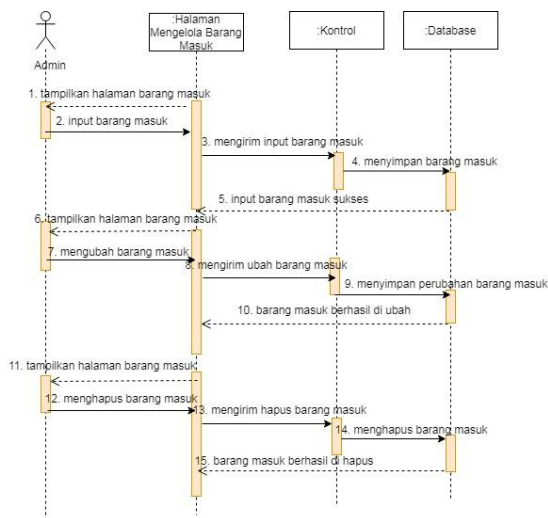 :Halaman
Mengelola Barang
Masuk
:Kontrol
:Database
Admin
1. tampilkan halaman barang masuk
2. input barang masuk
3. mengirim input barang masuk
4. menyimpan barang masuk
5. input barang masuk sukses
6. tampilkan halaman barang masuk
7. mengubah barang masuk
8. mengirim ubah barang masuk
9. menyimpan perubahan barang masuk
10. barang masuk berhasil di ubah
11. tampilkan halaman barang masuk
12. menghapus barang masuk
13. mengirim hapus barang masuk
14. menghapus barang masuk
15. barang masuk berhasil di hapus